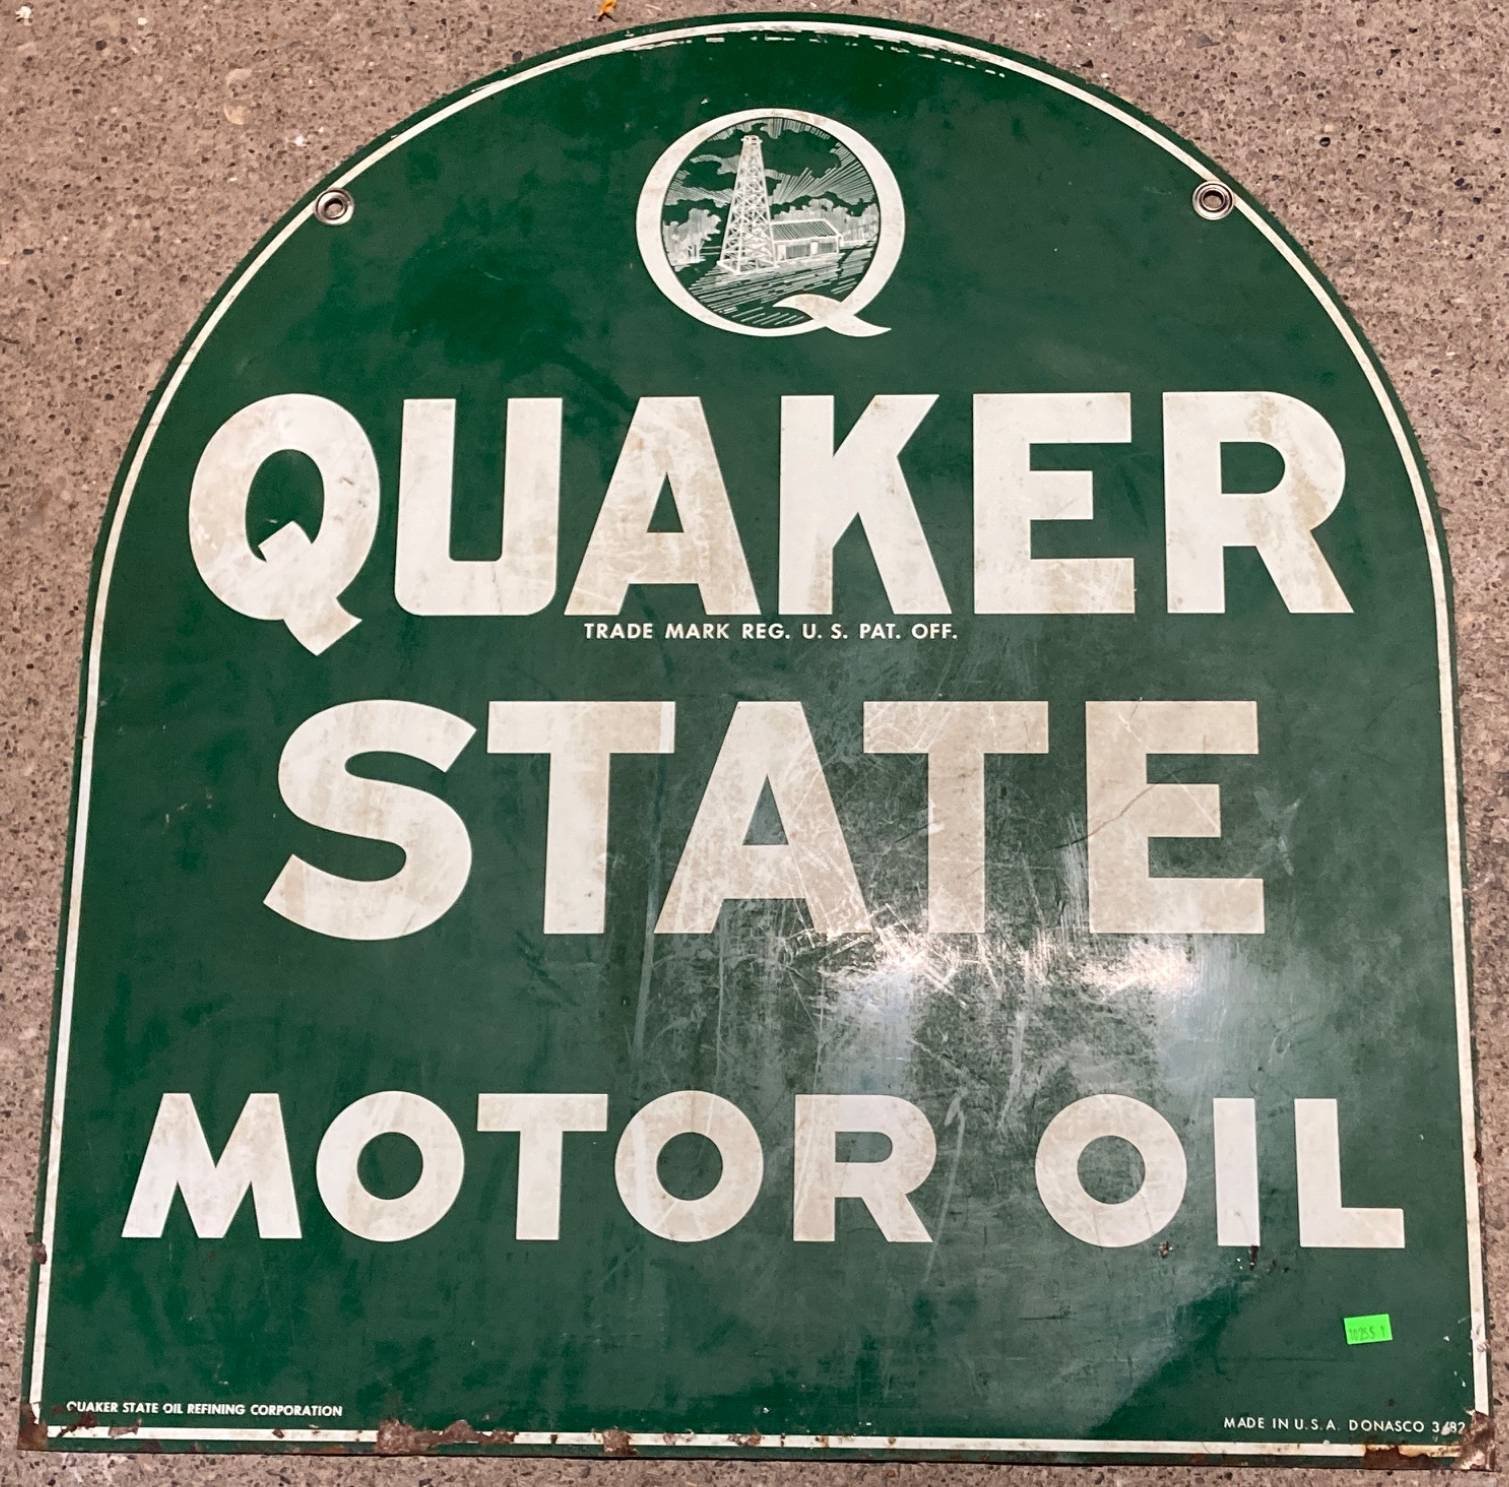 Q
QUAKER
TRADE MARK REG. U. S. PAT. OFF.
STATE
MOTOR OIL
QUAKER STATE OIL REFINING CORPORATION
MADE IN U.S.A. DONASCO